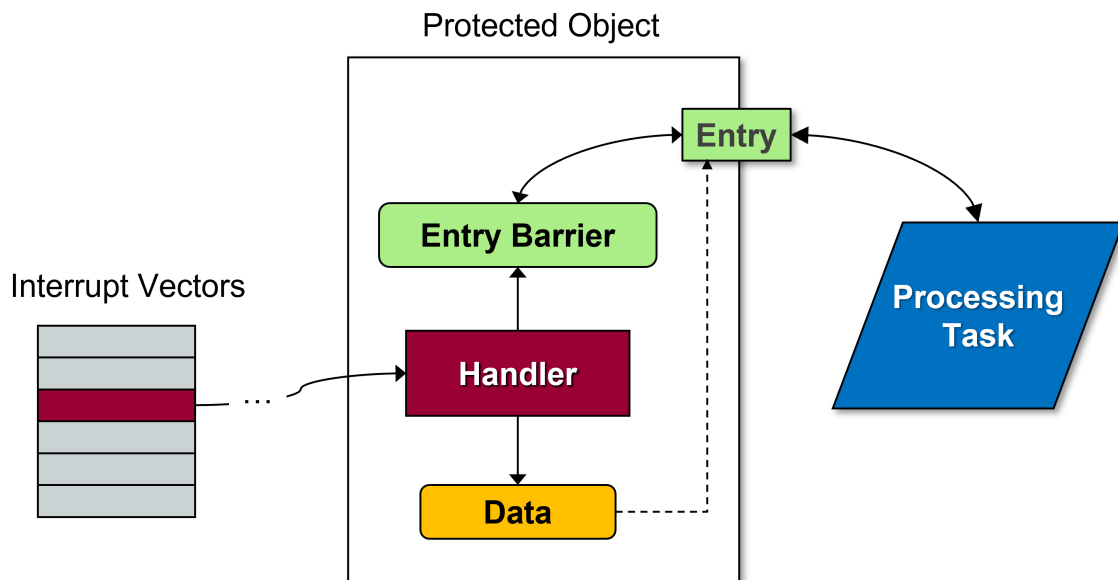 Protected Object
Entry
Entry Barrier
Interrupt Vectors
Processing
Task
Handler
...
Data